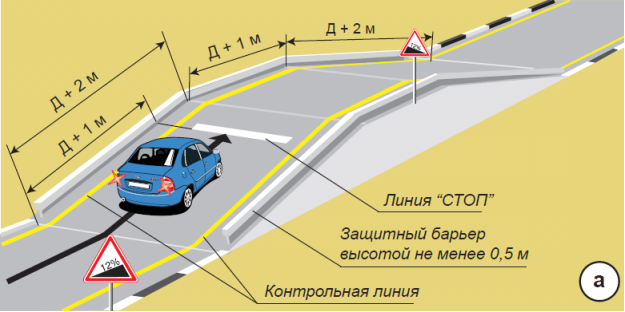 Д + 2 м
Д + 1 м
Д + 1 м
Д + 2 м
12%
Линия “СТОП”
Защитный барьер
высотой не менее 0,5 м
12%
Контрольная линия
а